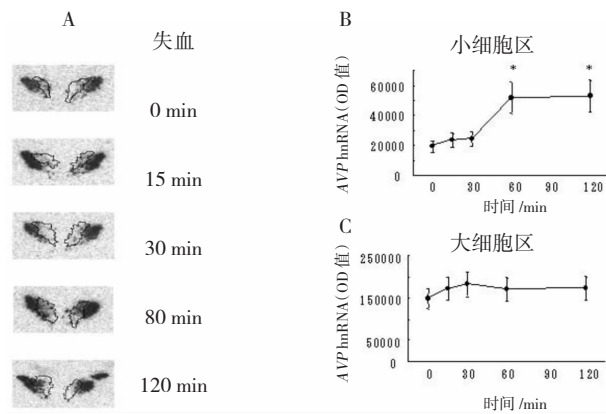 A
失血
0 min
15 min
30 min
80 min
120 min
B
小细胞区
*
*
AVP hnRNA(OD 值)
60000
40000
20000
0
0 30 60 90 120
时间 /min
C
大细胞区
AVP hnRNA(OD 值)
250000
150000
50000
0
0 30 60 90 120
时间 /min